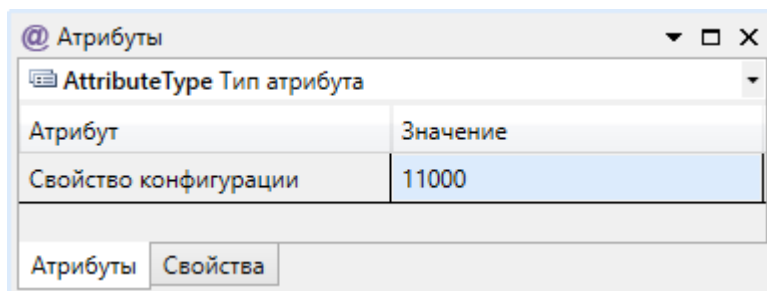 @ Атрибуты
AttributeType Тип атрибута
Атрибут Значение
Свойство конфигурации 11000
Атрибуты Свойства